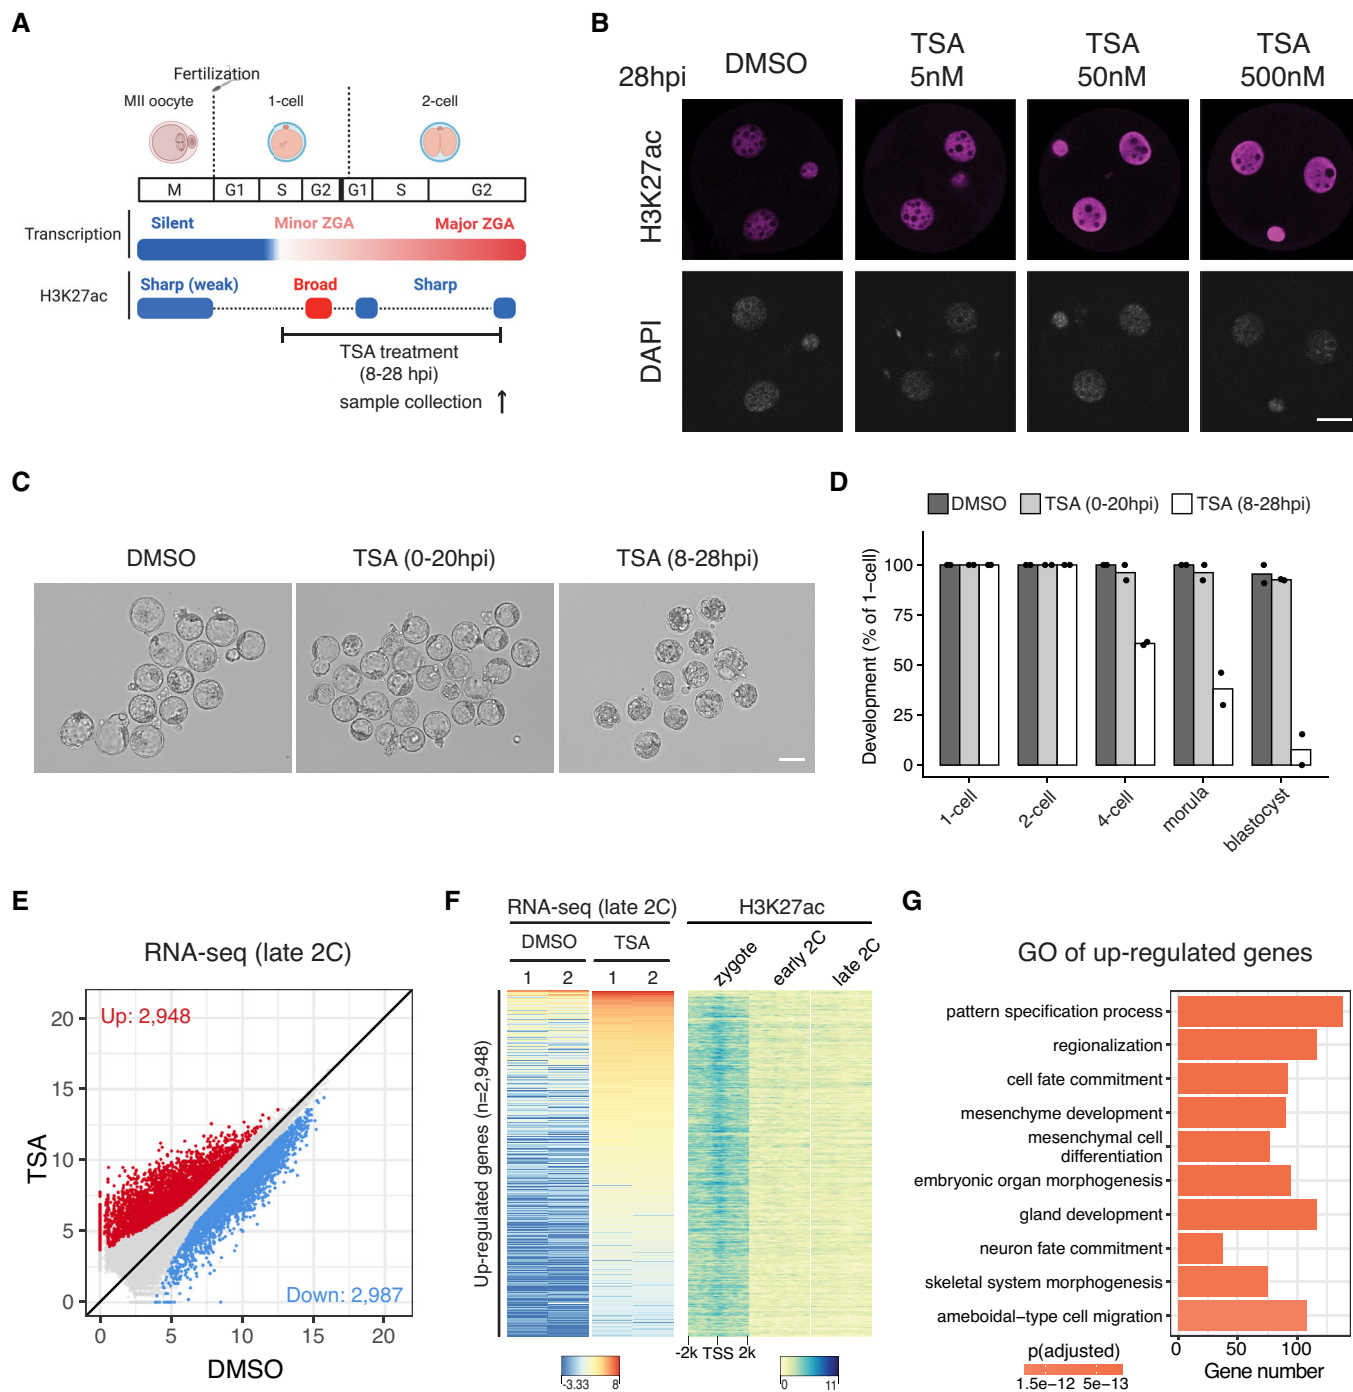 A
Fertilization
MII oocyte
1-cell
2-cell
M
G1
S
G2
G1
S
G2
Transcription
Silent
Minor ZGA
Major ZGA
H3K27ac
Sharp (weak)
Broad
Sharp
TSA treatment
(8-28 hpi)
sample collection
B
28hpi
DMSO
TSA
5nM
TSA
50nM
TSA
500nM
H3K27ac
DAPI
C
DMSO
TSA (0-20hpi)
TSA (8-28hpi)
D
DMSO
TSA (0-20hpi)
TSA (8-28hpi)
Development (% of 1-cell)
100
75
50
25
0
1-cell
2-cell
4-cell
morula
blastocyst
E
RNA-seq (late 2C)
Up: 2,948
Down: 2,987
TSA
20
15
10
5
0
0
5
10
15
20
DMSO
F
RNA-seq (late 2C)
H3K27ac
DMSO
TSA
1
2
1
2
zygote
early 2C
late 2C
Up-regulated genes (n=2,948)
-2k TSS 2k
-3.33
8
0
11
G
GO of up-regulated genes
pattern specification process
regionalization
cell fate commitment
mesenchyme development
mesenchymal cell
differentiation
embryonic organ morphogenesis
gland development
neuron fate commitment
skeletal system morphogenesis
ameboidal−type cell migration
0
50
100
Gene number
p(adjusted)
1.5e−12
5e−13